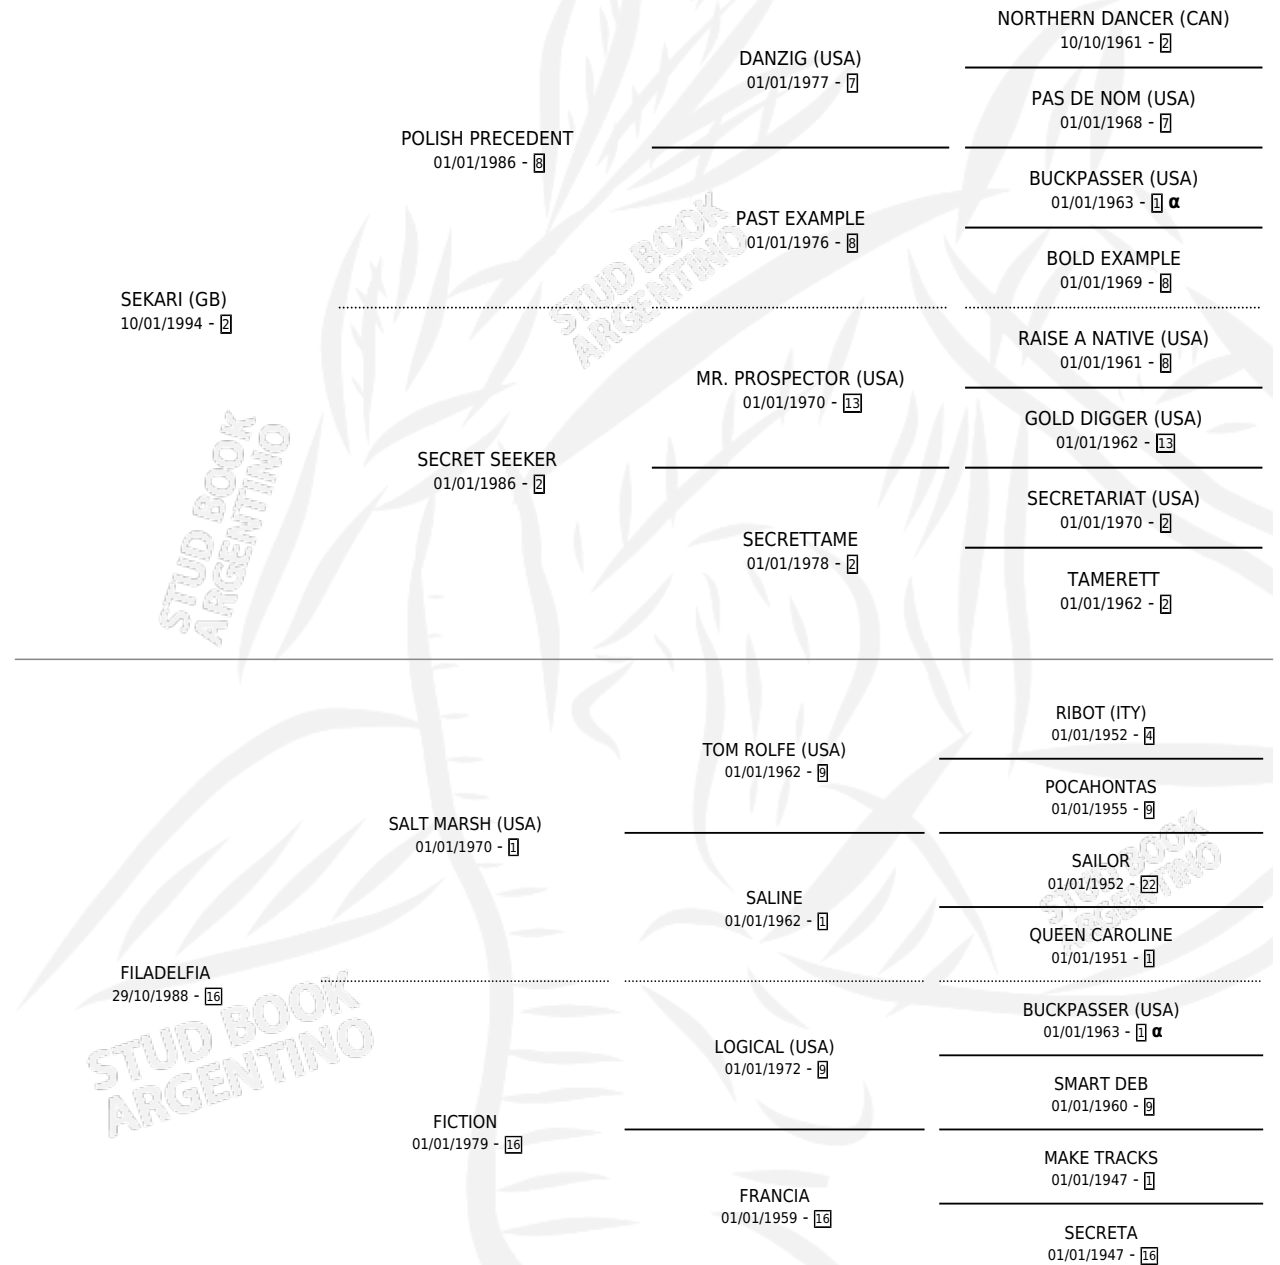 NORTHERN DANCER (CAN)
10/10/1961 - 2
DANZIG (USA)
01/01/1977 - 7
PAS DE NOM (USA)
01/01/1968 - 7
POLISH PRECEDENT
01/01/1986 - 8
BUCKPASSER (USA)
01/01/1963 - 1 α
PAST EXAMPLE
01/01/1976 - 8
BOLD EXAMPLE
01/01/1969 - 8
SEKARI (GB)
10/01/1994 - 2
RAISE A NATIVE (USA)
01/01/1961 - 8
MR. PROSPECTOR (USA)
01/01/1970 - 13
GOLD DIGGER (USA)
01/01/1962 - 13
SECRET SEEKER
01/01/1986 - 2
SECRETARIAT (USA)
01/01/1970 - 2
SECRETTAME
01/01/1978 - 2
TAMERETT
01/01/1962 - 2
RIBOT (ITY)
01/01/1952 - 4
TOM ROLFE (USA)
01/01/1962 - 9
POCAHONTAS
01/01/1955 - 9
SALT MARSH (USA)
01/01/1970 - 1
SAILOR
01/01/1952 - 22
SALINE
01/01/1962 - 1
QUEEN CAROLINE
01/01/1951 - 1
FILADELFIA
29/10/1988 - 16
BUCKPASSER (USA)
01/01/1963 - 1 α
LOGICAL (USA)
01/01/1972 - 9
SMART DEB
01/01/1960 - 9
FICTION
01/01/1979 - 16
MAKE TRACKS
01/01/1947 - 1
FRANCIA
01/01/1959 - 16
SECRETA
01/01/1947 - 16
STUD BOOK
ARGENTINO
STUD BOOK
ARGENTINO
STUD BOOK
ARGENTINO
STUD BOOK
ARGENTINO